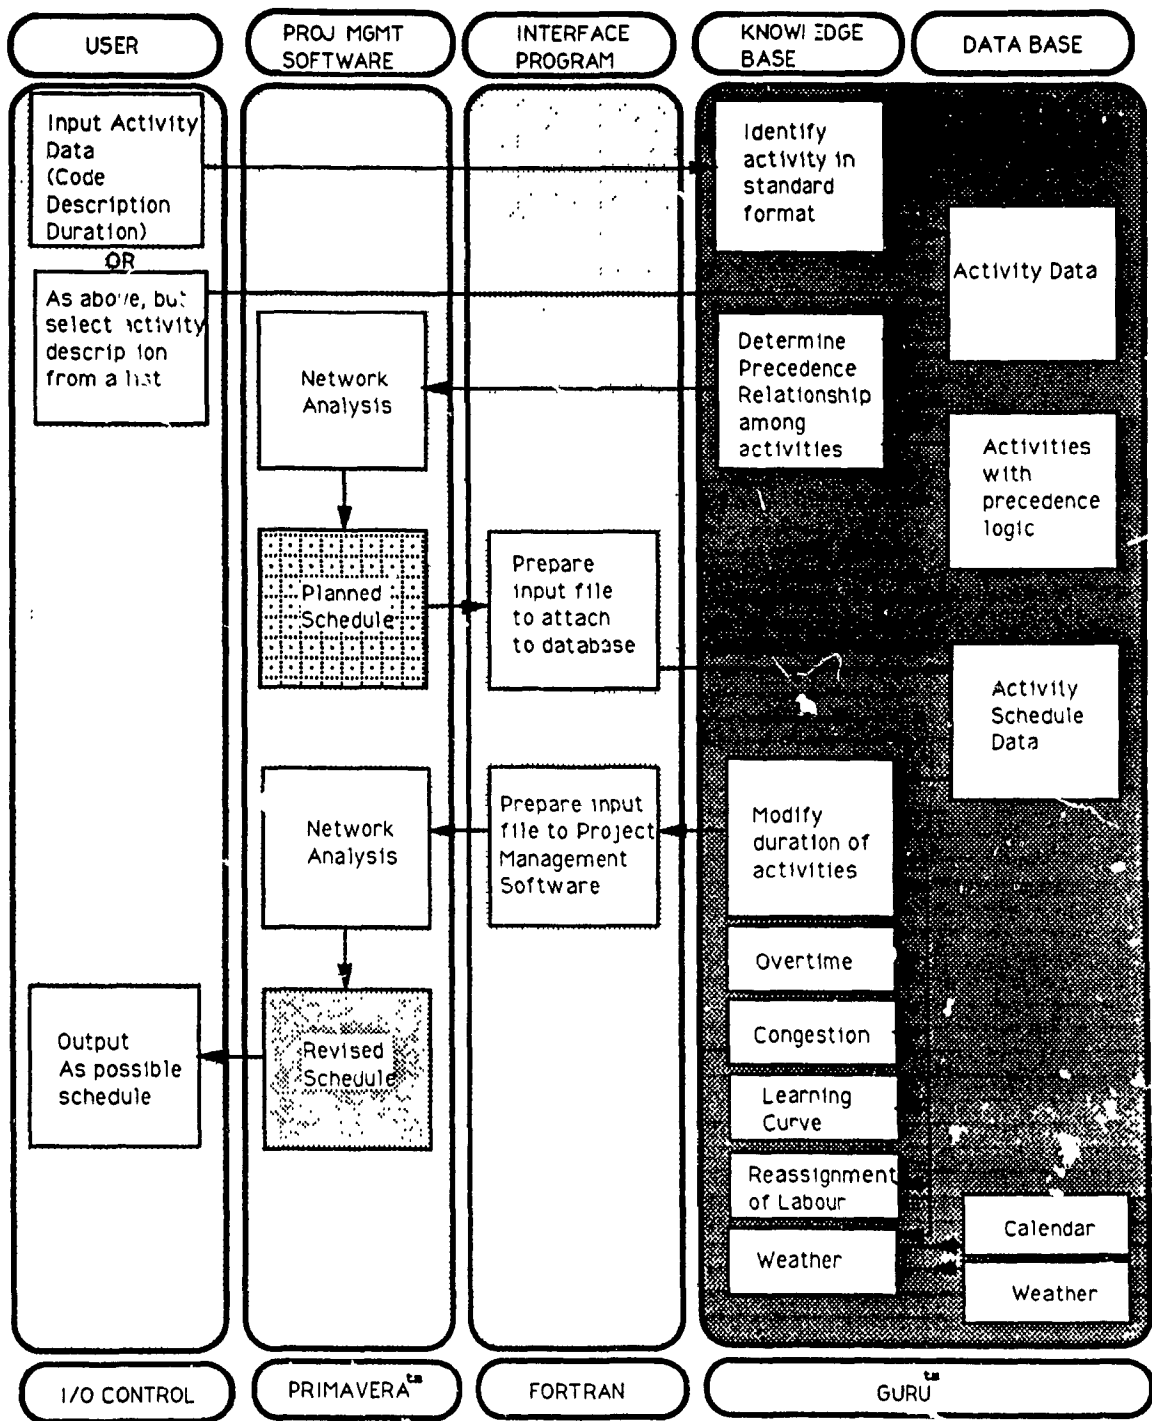 USER
PROJ MGMT
SOFTWARE
INTERFACE
PROGRAM
KNOWLEDGE
BASE
DATA BASE
Input Activity
Data
(Code
Description
Duration)
OR
As above, but
select activity
description
from a list
Network
Analysis
Planned
Schedule
Network
Analysis
Revised
Schedule
Output
As possible
schedule
Prepare
input file
to attach
to database
Prepare input
file to Project
Management
Software
Identify
activity in
standard
format
Determine
Precedence
Relationship
among
activities
Modify
duration of
activities
Overtime
Congestion
Learning
Curve
Reassignment
of Labour
Weather
Activity Data
Activities
with
precedence
logic
Activity
Schedule
Data
Calendar
Weather
I/O CONTROL
PRIMAVERA tm
FORTRAN
GURU tm